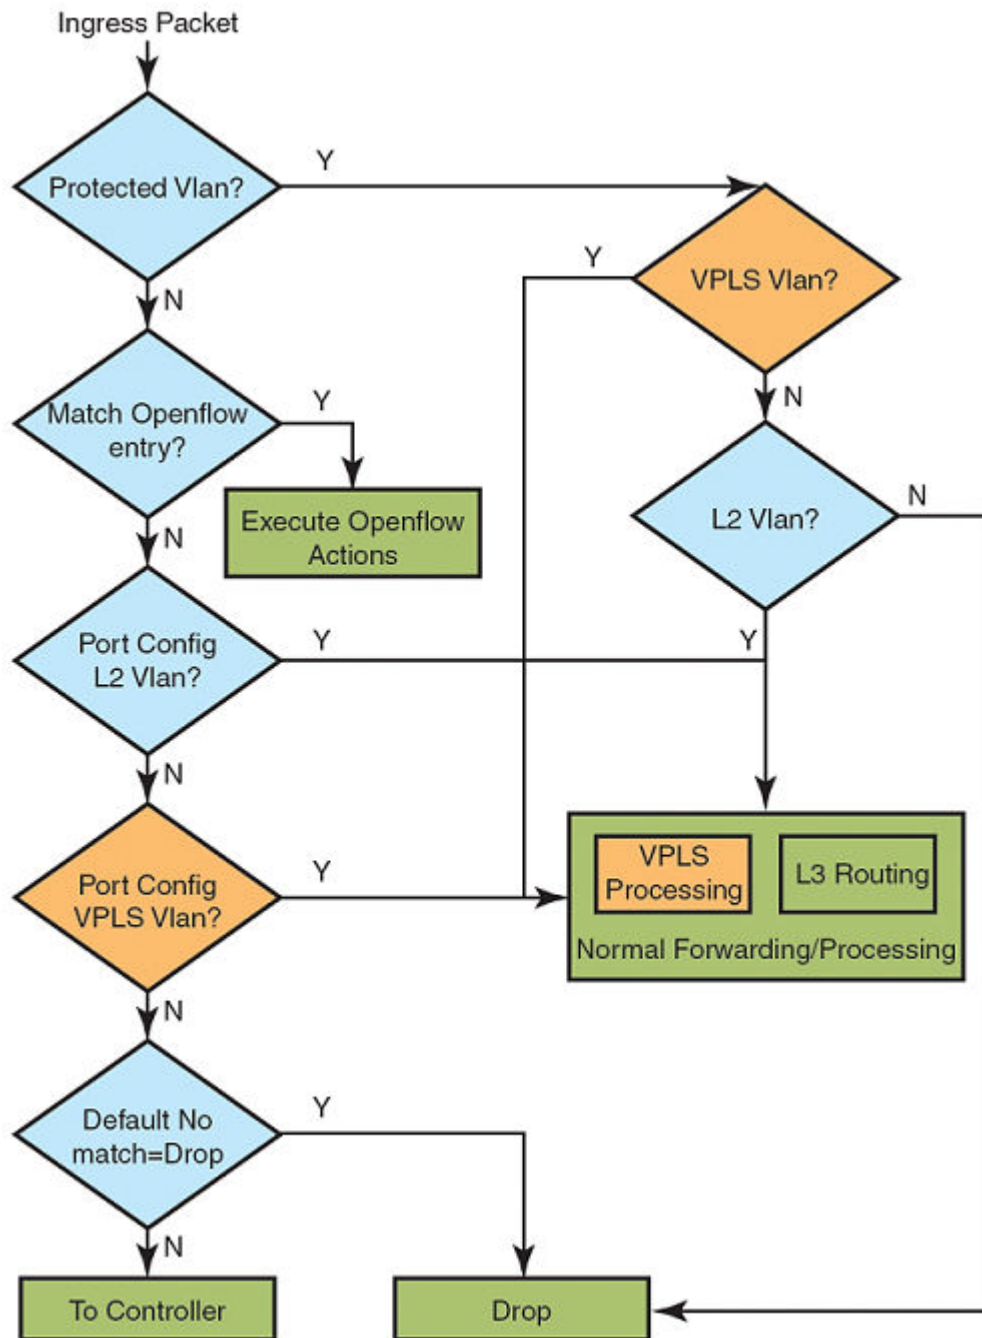 Ingress Packet
Protected Vlan?
Y
N
VPLS Vlan?
Y
N
Match Openflow
entry?
Y
N
Execute Openflow
Actions
L2 Vlan?
N
Y
Port Config
L2 Vlan?
Y
N
Port Config
VPLS Vlan?
Y
N
VPLS
Processing
L3 Routing
Normal Forwarding/Processing
Default No
match=Drop
Y
N
To Controller
Drop